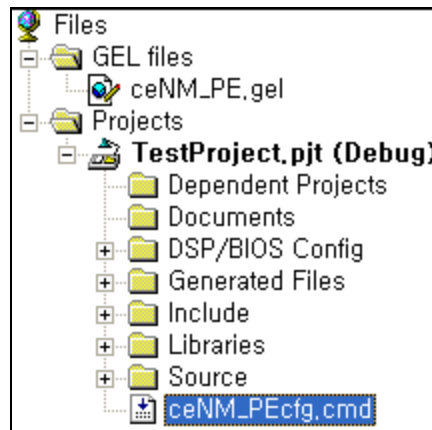 Files
GEL files
ceNM_PE.gel
Projects
TestProject.pjt (Debug)
Dependent Projects
Documents
DSP/BIOS Config
Generated Files
Include
Libraries
Source
ceNM_PEcfg.cmd